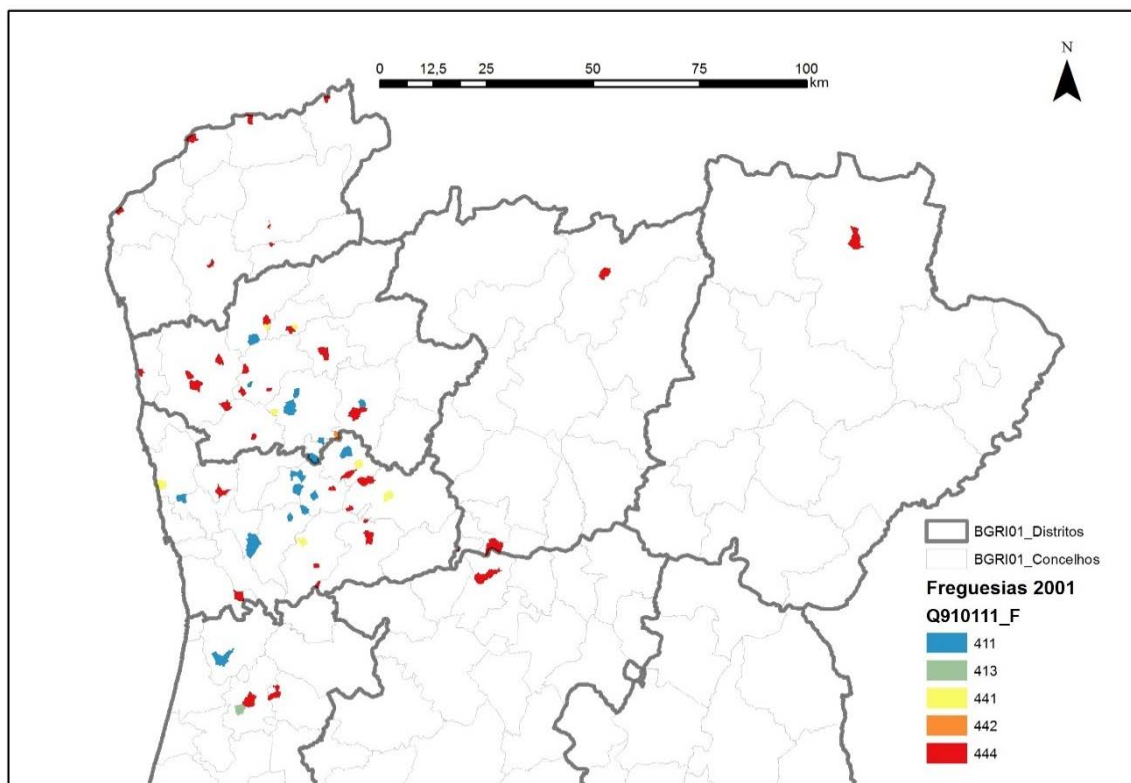 N
0 12,5 25 50 75 100
km
BGRI01_Distritos
BGRI01_Concelhos
Freguesias 2001
Q910111_F
411
413
441
442
444